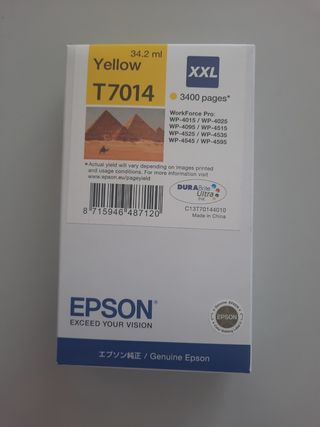 34.2 ml
Yellow
T7014
XXL
3400 pages*
WorkForce Pro:
WP-4015 / WP-4025
WP-4095 / WP-4515
WP-4525 / WP-4535
WP-4545 / WP-4595
*Actual yield will vary depending on images printed
and usage conditions. For more information visit
www.epson.eu/pageyield
8 715946 487120
DURABrite
Ultra
INK
C13T70144010
Made in China
EPSON®
EXCEED YOUR VISION
EPSON
エプソン純正 / Genuine Epson